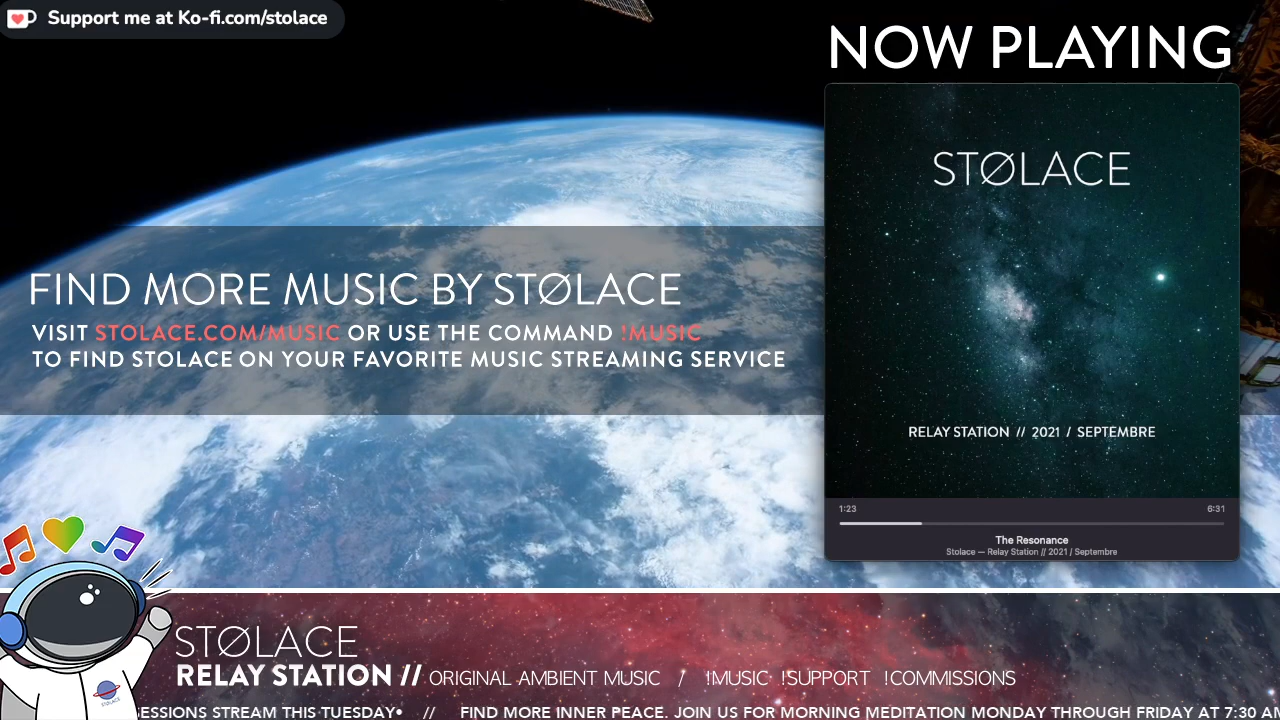 Support me at Ko-fi.com/stolace
NOW PLAYING
STØLACE
RELAY STATION // 2021 / SEPTEMBRE
FIND MORE MUSIC BY STØLACE
VISIT STOLACE.COM/MUSIC OR USE THE COMMAND !MUSIC
TO FIND STOLACE ON YOUR FAVORITE MUSIC STREAMING SERVICE
1:23
6:31
The Resonance
Stolace — Relay Station // 2021 / Septembre
STØLACE
RELAY STATION // ORIGINAL AMBIENT MUSIC / !MUSIC !SUPPORT !COMMISSIONS
STØLACE
ESSIONS STREAM THIS TUESDAY• // FIND MORE INNER PEACE. JOIN US FOR MORNING MEDITATION MONDAY THROUGH FRIDAY AT 7:30 AM